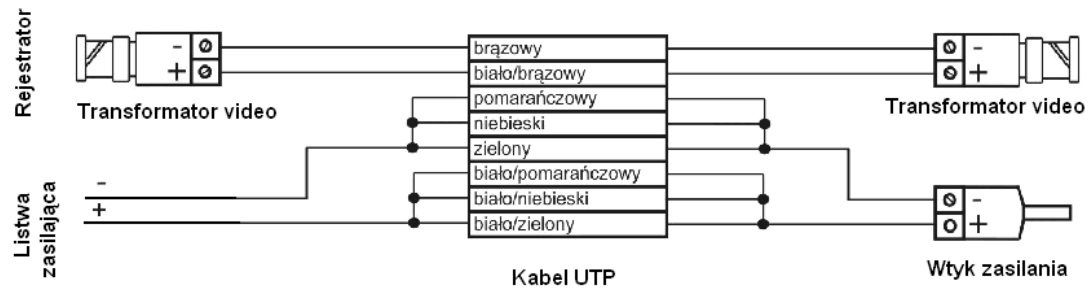 Rejestrator
-
+
Transformator video
Listwa
zasilająca
-
+
brązowy
biało/brązowy
pomarańczowy
niebieski
zielony
biało/pomarańczowy
biało/niebieski
biało/zielony
Kabel UTP
-
+
Transformator video
-
+
Wtyk zasilania